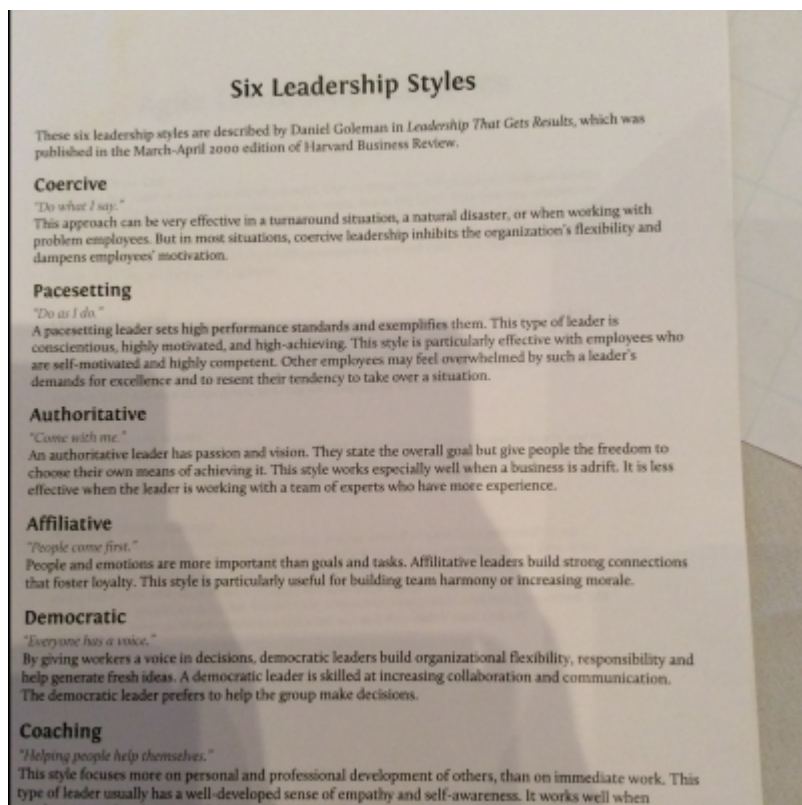 Six Leadership Styles
These six leadership styles are described by Daniel Goleman in Leadership That Gets Results, which was
published in the March-April 2000 edition of Harvard Business Review.
Coercive
"Do what I say."
This approach can be very effective in a turnaround situation, a natural disaster, or when working with
problem employees. But in most situations, coercive leadership inhibits the organization's flexibility and
dampens employees' motivation.
Pacesetting
"Do as I do."
A pacesetting leader sets high performance standards and exemplifies them. This type of leader is
conscientious, highly motivated, and high-achieving. This style is particularly effective with employees who
are self-motivated and highly competent. Other employees may feel overwhelmed by such a leader's
demands for excellence and to resent their tendency to take over a situation.
Authoritative
"Come with me."
An authoritative leader has passion and vision. They state the overall goal but give people the freedom to
choose their own means of achieving it. This style works especially well when a business is adrift. It is less
effective when the leader is working with a team of experts who have more experience.
Affiliative
"People come first."
People and emotions are more important than goals and tasks. Affilitative leaders build strong connections
that foster loyalty. This style is particularly useful for building team harmony or increasing morale.
Democratic
"Everyone has a voice."
By giving workers a voice in decisions, democratic leaders build organizational flexibility, responsibility and
help generate fresh ideas. A democratic leader is skilled at increasing collaboration and communication.
The democratic leader prefers to help the group make decisions.
Coaching
"Helping people help themselves."
This style focuses more on personal and professional development of others, than on immediate work. This
type of leader usually has a well-developed sense of empathy and self-awareness. It works well when